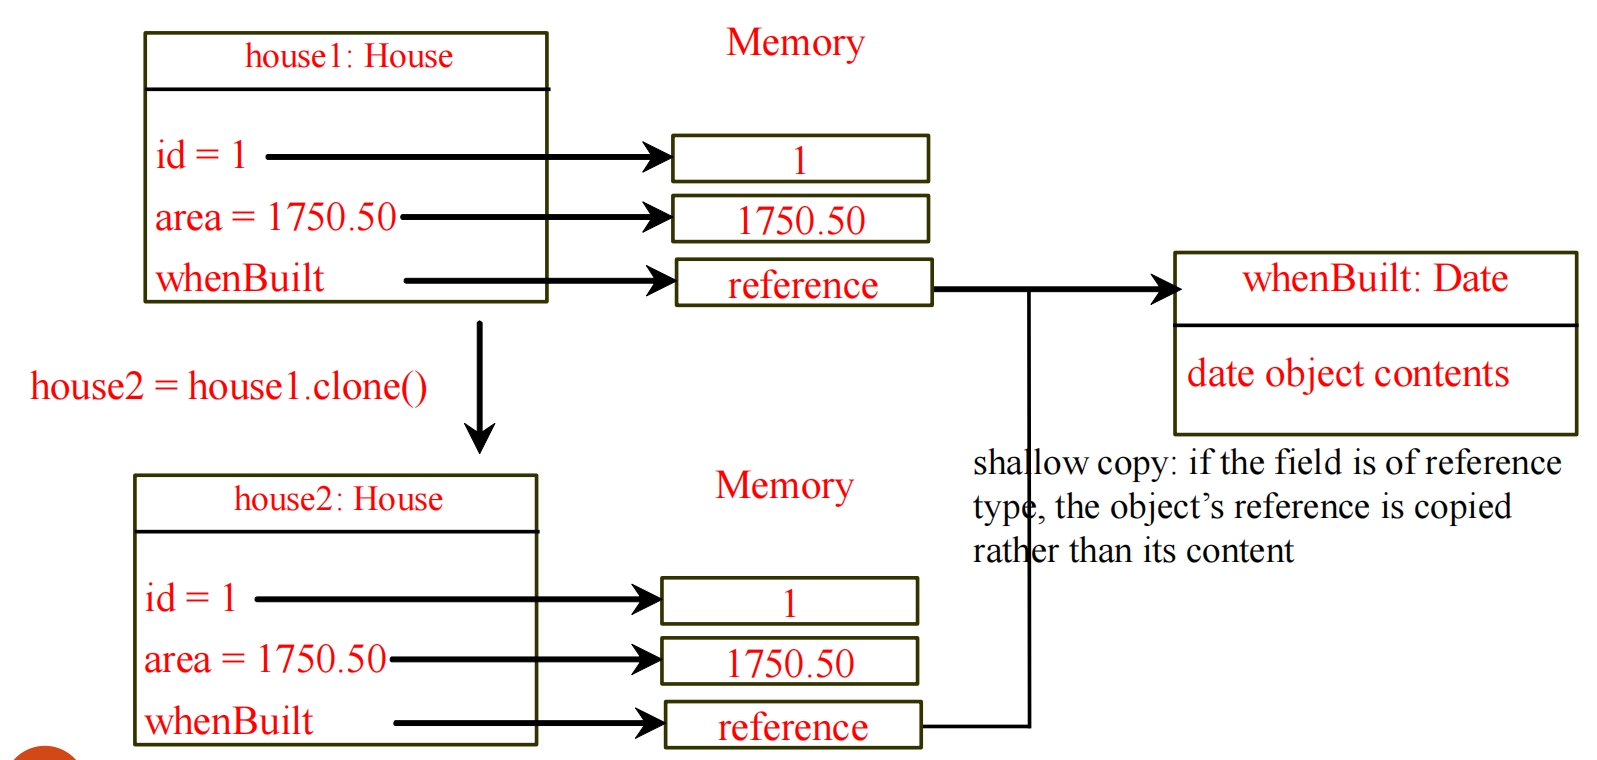 house1: House
Memory
id = 1
1
area = 1750.50
1750.50
whenBuilt
reference
whenBuilt: Date
date object contents
house2 = house1.clone()
shallow copy: if the field is of reference
type, the object’s reference is copied
rather than its content
house2: House
Memory
id = 1
1
area = 1750.50
1750.50
whenBuilt
reference